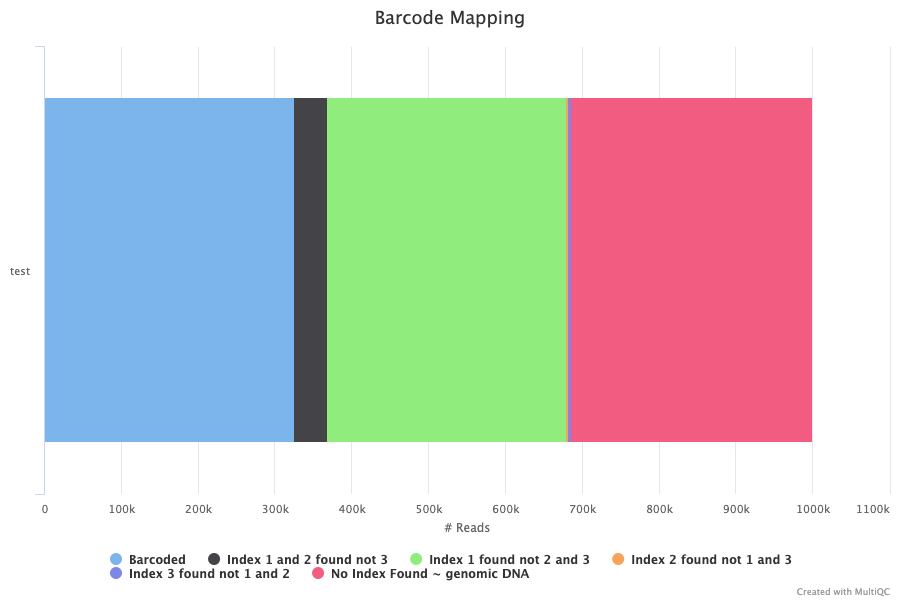 Barcode Mapping
test
0 100k 200k 300k 400k 500k 600k 700k 800k 900k 1000k 1100k
# Reads
Barcoded Index 1 and 2 found not 3 Index 1 found not 2 and 3 Index 2 found not 1 and 3
Index 3 found not 1 and 2 No Index Found ~ genomic DNA
Created with MultiQC